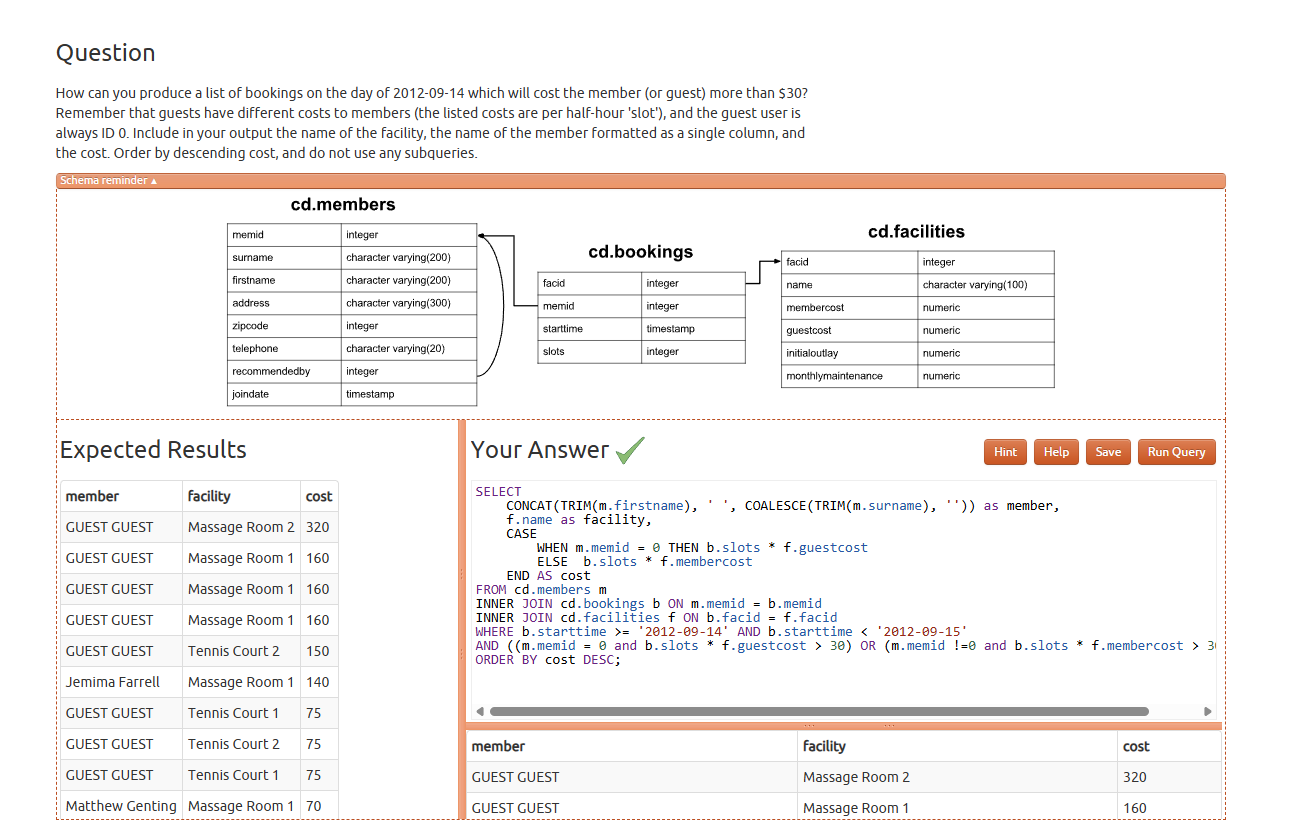 Question
How can you produce a list of bookings on the day of 2012-09-14 which will cost the member (or guest) more than $30?
Remember that guests have different costs to members (the listed costs are per half-hour 'slot'), and the guest user is
always ID 0. Include in your output the name of the facility, the name of the member formatted as a single column, and
the cost. Order by descending cost, and do not use any subqueries.
Schema reminder ▴
cd.members
memid integer
surname character varying(200)
firstname character varying(200)
address character varying(300)
zipcode integer
telephone character varying(20)
recommendedby integer
joindate timestamp
cd.bookings
facid integer
memid integer
starttime timestamp
slots integer
cd.facilities
facid integer
name character varying(100)
membercost numeric
guestcost numeric
initialoutlay numeric
monthlymaintenance numeric
Expected Results
member facility cost
GUEST GUEST Massage Room 2 320
GUEST GUEST Massage Room 1 160
GUEST GUEST Massage Room 1 160
GUEST GUEST Massage Room 1 160
GUEST GUEST Tennis Court 2 150
Jemima Farrell Massage Room 1 140
GUEST GUEST Tennis Court 1 75
GUEST GUEST Tennis Court 2 75
GUEST GUEST Tennis Court 1 75
Matthew Genting Massage Room 1 70
Your Answer
Hint Help Save Run Query
SELECT
CONCAT(TRIM(m.firstname), ' ', COALESCE(TRIM(m.surname), '')) as member,
f.name as facility,
CASE
WHEN m.memid = 0 THEN b.slots * f.guestcost
ELSE  b.slots * f.membercost
END AS cost
FROM cd.members m
INNER JOIN cd.bookings b ON m.memid = b.memid
INNER JOIN cd.facilities f ON b.facid = f.facid
WHERE b.starttime >= '2012-09-14' AND b.starttime < '2012-09-15'
AND ((m.memid = 0 and b.slots * f.guestcost > 30) OR (m.memid !=0 and b.slots * f.membercost > 3
ORDER BY cost DESC;
member facility cost
GUEST GUEST Massage Room 2 320
GUEST GUEST Massage Room 1 160